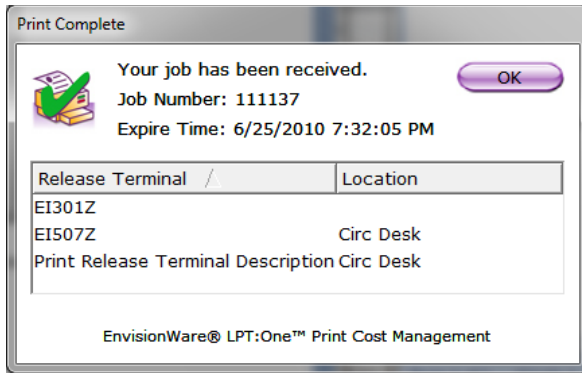 Print Complete
Your job has been received.
OK
Job Number: 111137
Expire Time: 6/25/2010 7:32:05 PM
Release Terminal Location
EI301Z
EI507Z Circ Desk
Print Release Terminal Description Circ Desk
EnvisionWare® LPT:One™ Print Cost Management